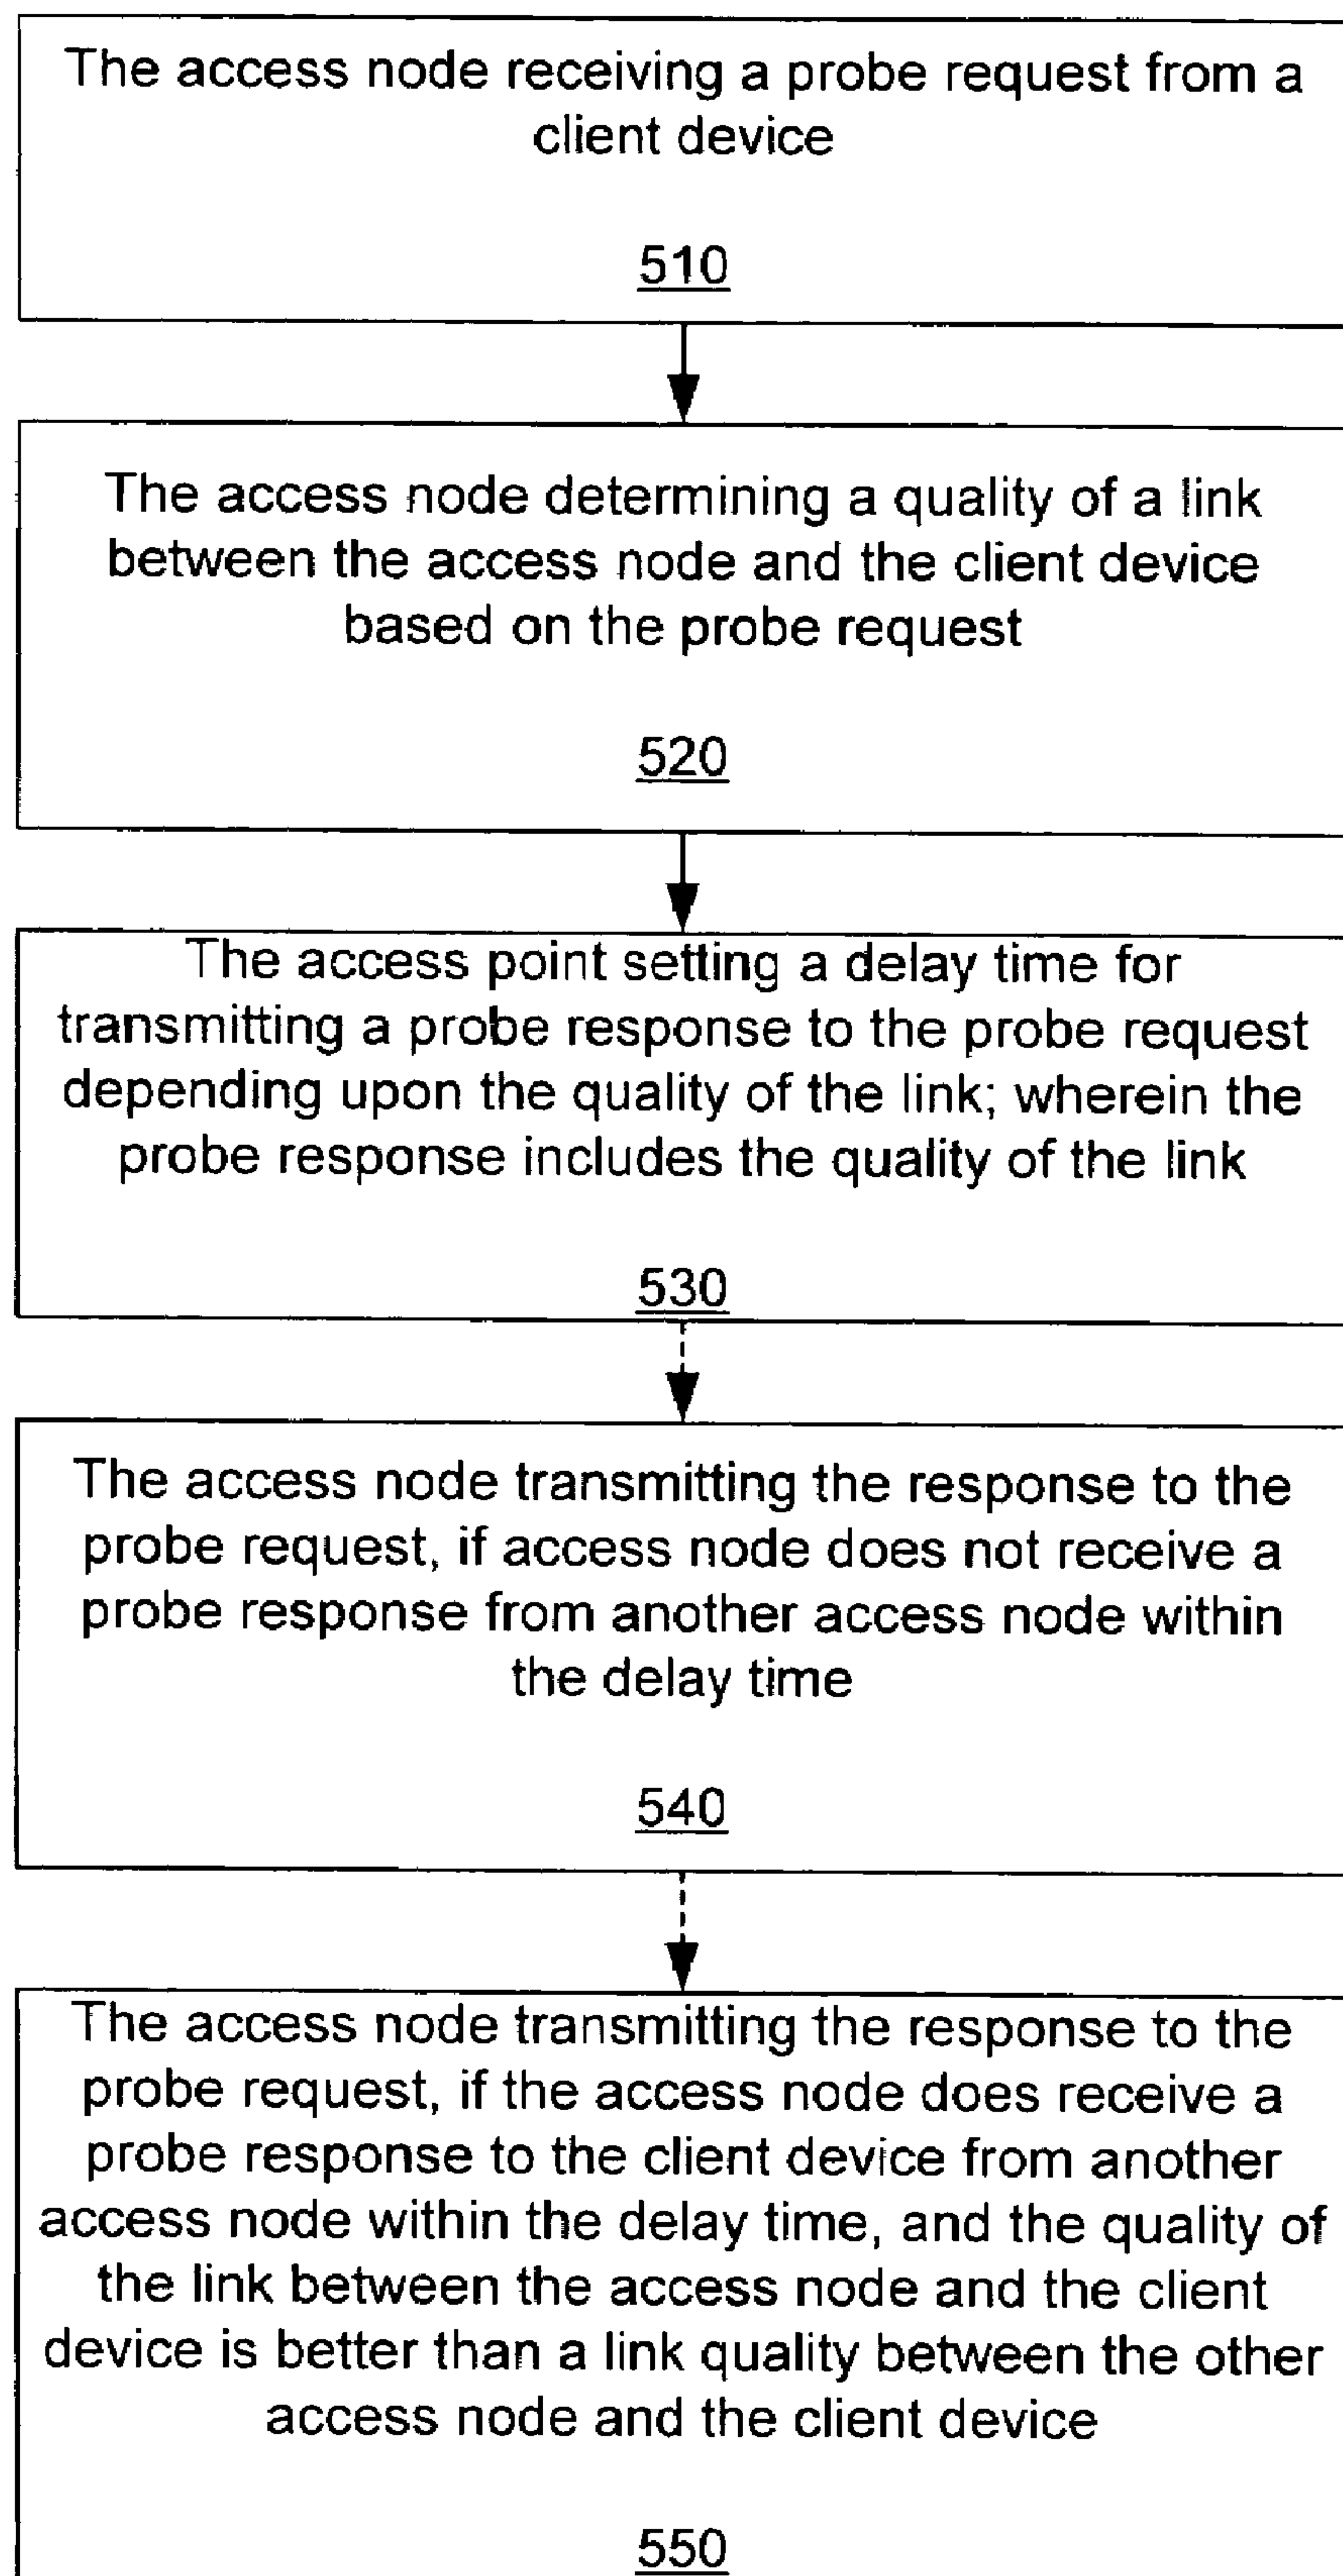 The access node receiving a probe request from a
client device
510
The access node determining a quality of a link
between the access node and the client device
based on the probe request
520
The access point setting a delay time for
transmitting a probe response to the probe request
depending upon the quality of the link; wherein the
probe response includes the quality of the link
530
The access node transmitting the response to the
probe request, if access node does not receive a
probe response from another access node within
the delay time
540
The access node transmitting the response to the
probe request, if the access node does receive a
probe response to the client device from another
access node within the delay time, and the quality of
the link between the access node and the client
device is better than a link quality between the other
access node and the client device
550